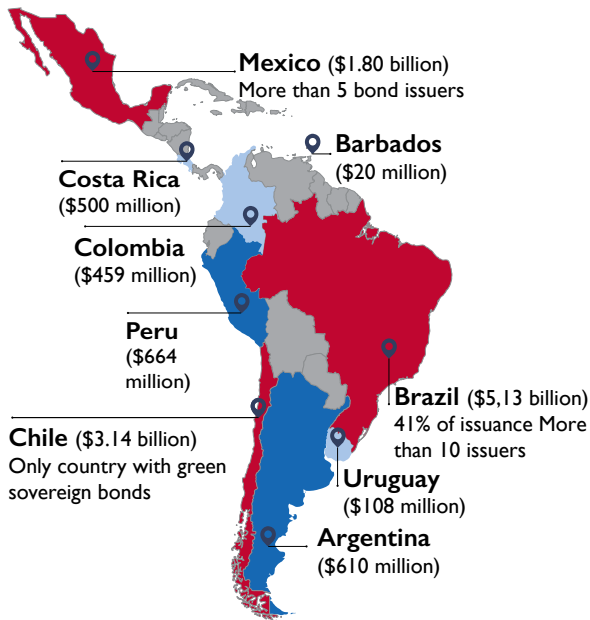 Mexico ($1.80 billion)
More than 5 bond issuers
Barbados
($20 million)
Costa Rica
($500 million)
Colombia
($459 million)
Peru
($664
million)
Brazil ($5,13 billion)
41% of issuance More
than 10 issuers
Chile ($3.14 billion)
Only country with green
sovereign bonds
Uruguay
($108 million)
Argentina
($610 million)